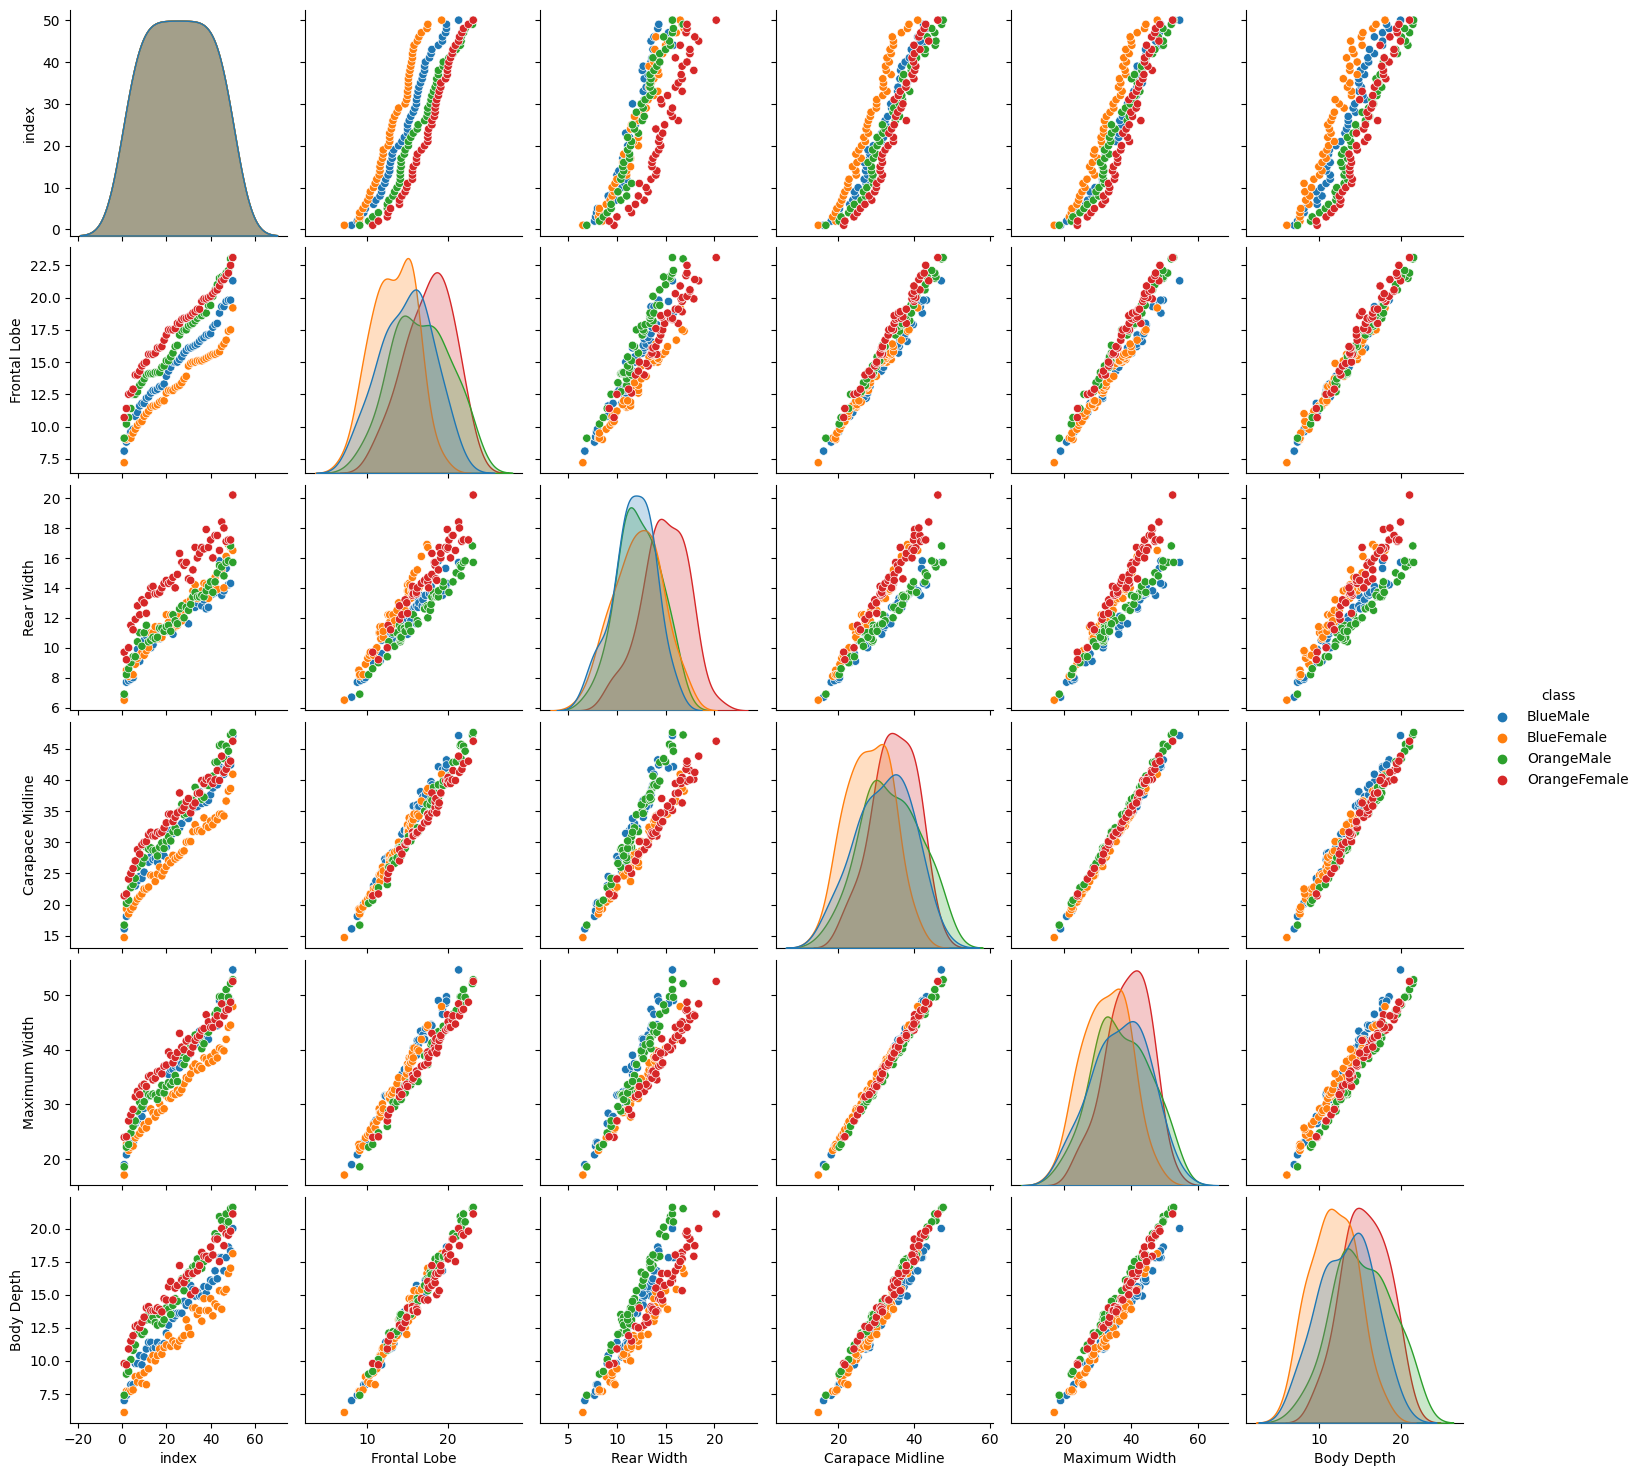 50
40
30
20
10
0
index
22.5
20.0
17.5
15.0
12.5
10.0
7.5
Frontal Lobe
20
18
16
14
12
10
8
6
Rear Width
class
BlueMale
BlueFemale
OrangeMale
OrangeFemale
45
40
35
30
25
20
15
Carapace Midline
50
40
30
20
Maximum Width
20.0
17.5
15.0
12.5
10.0
7.5
Body Depth
−20 0 20 40 60
10 20
5 10 15 20
20 40 60
20 40 60
10 20
index
Frontal Lobe
Rear Width
Carapace Midline
Maximum Width
Body Depth